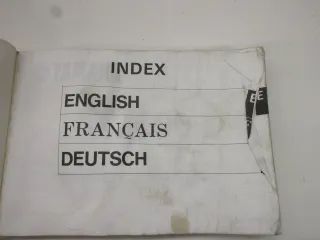 INDEX
ENGLISH
FRANÇAIS
DEUTSCH